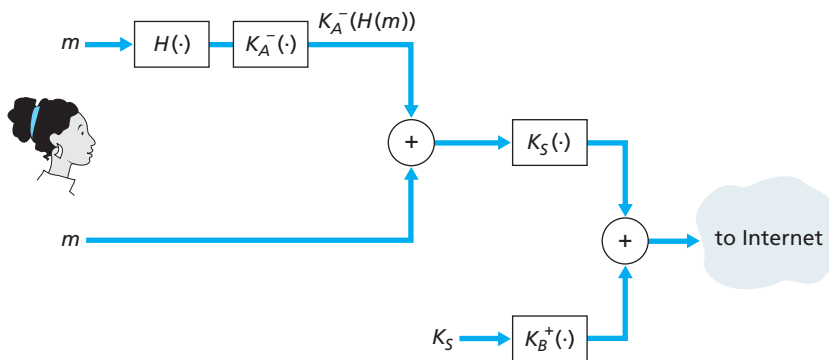 K_A^-(H(m))
m H(·) K_A^-(·)
+ K_S(·)
m + to Internet
K_S K_B^+(·)